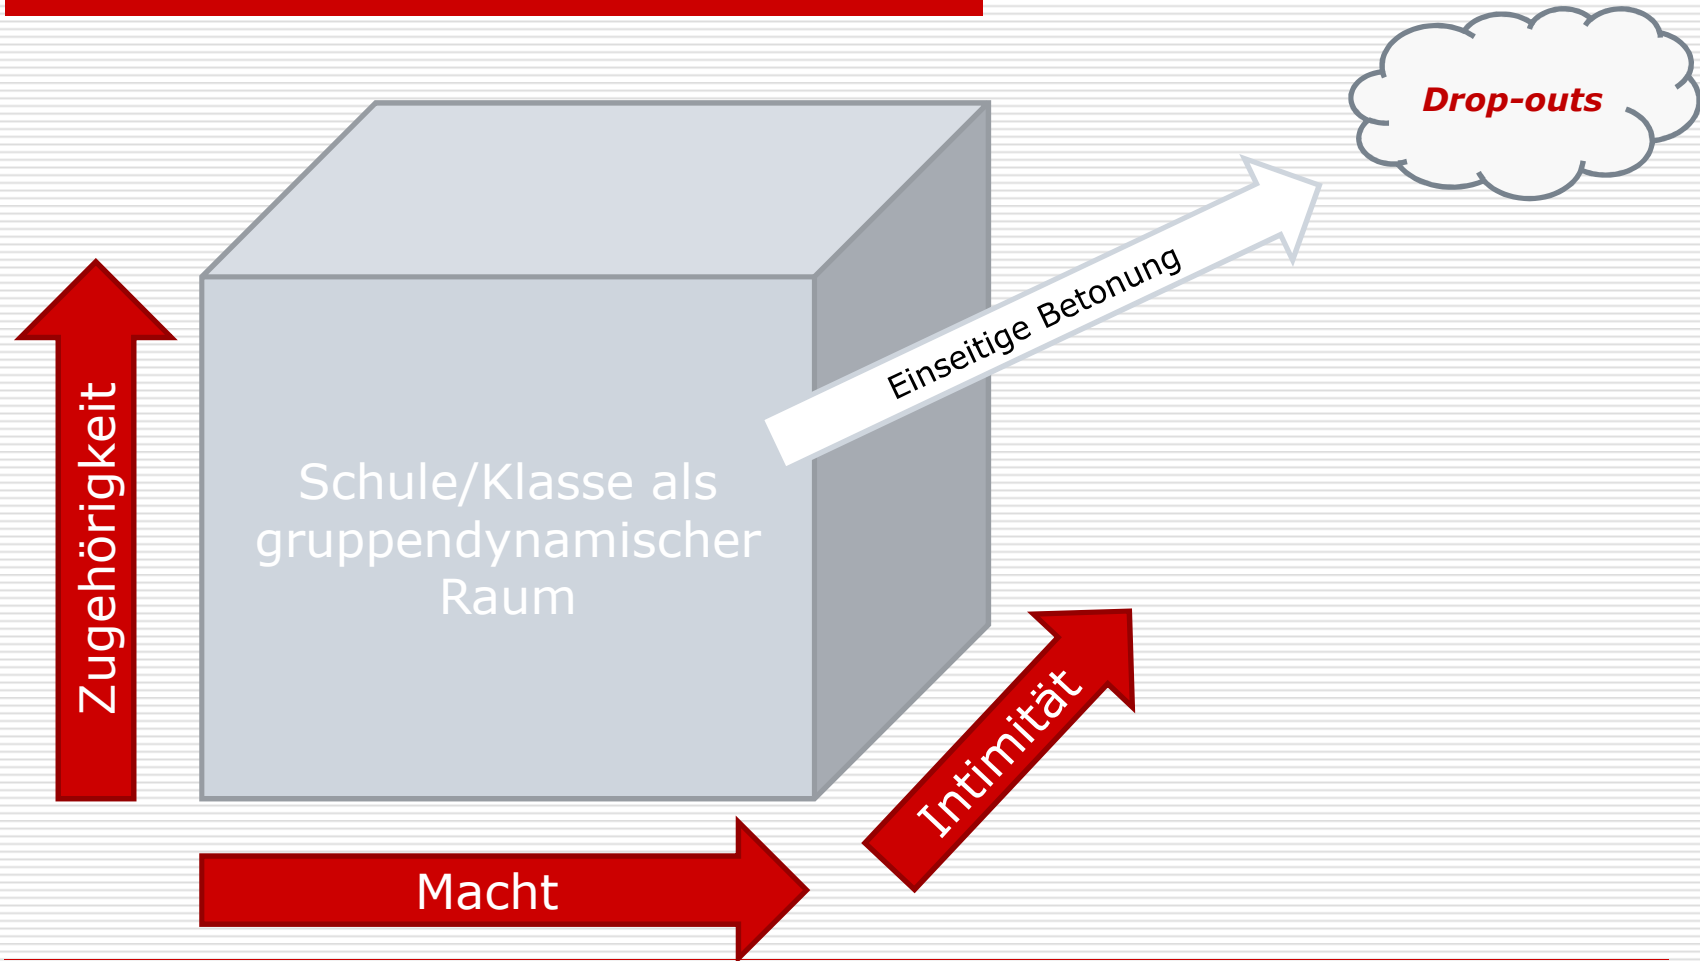 Drop-outs
Einseitige Betonung
Zugehörigkeit
Schule/Klasse als
gruppendynamischer
Raum
Intimität
Macht